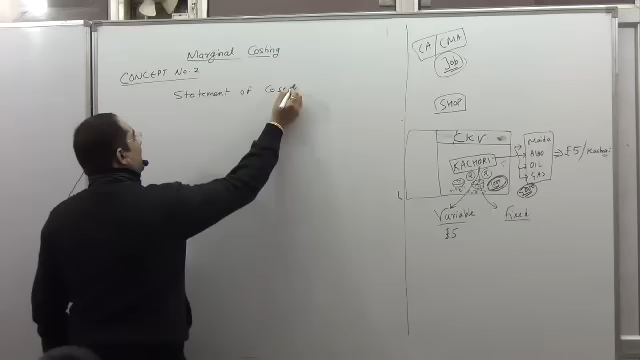 Marginal Costing
CONCEPT No. 2
Statement of Cost
CA CMA
Job
SHOP
CKV
KACHORI
Maida
Aloo
OIL
GAS
£5/Kachori
Variable
Fixed
£5